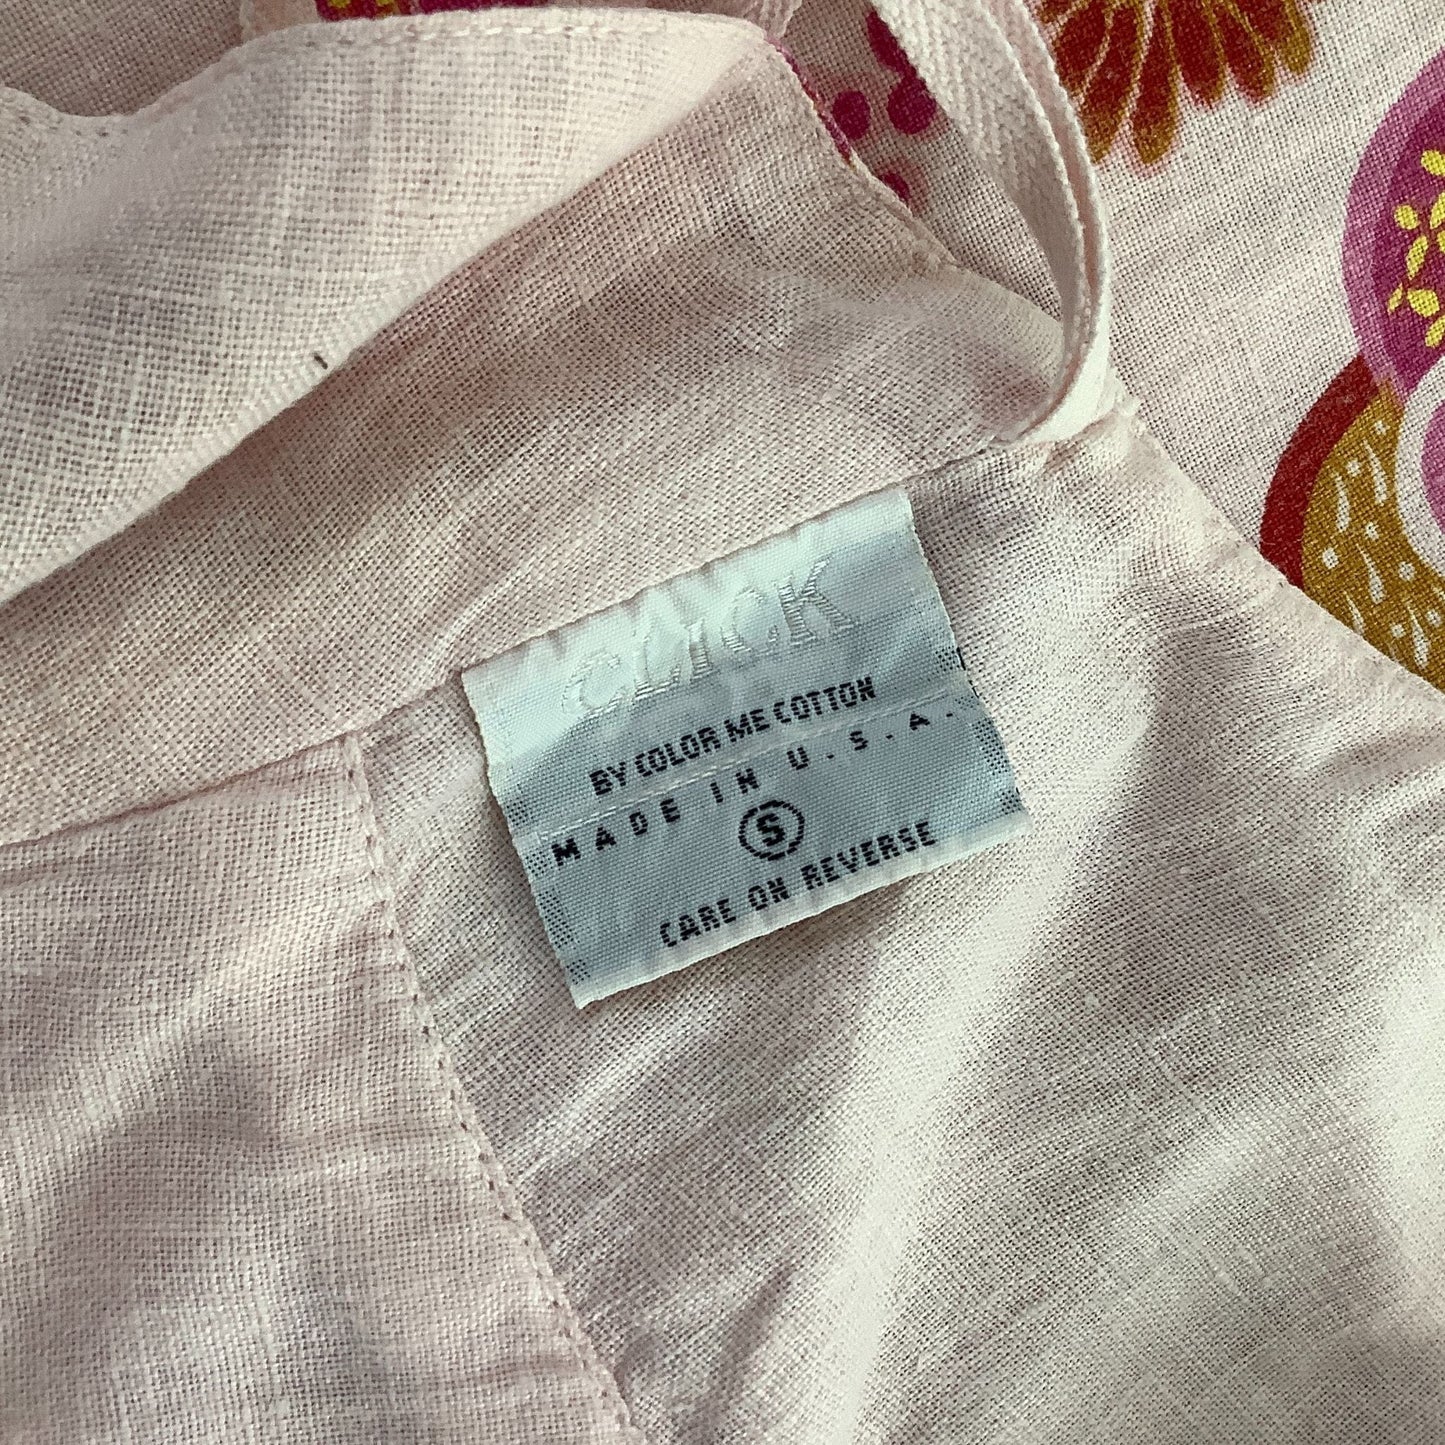 CLICK
BY COLOR ME COTTON
MADE IN U.S.A.
S
CARE ON REVERSE